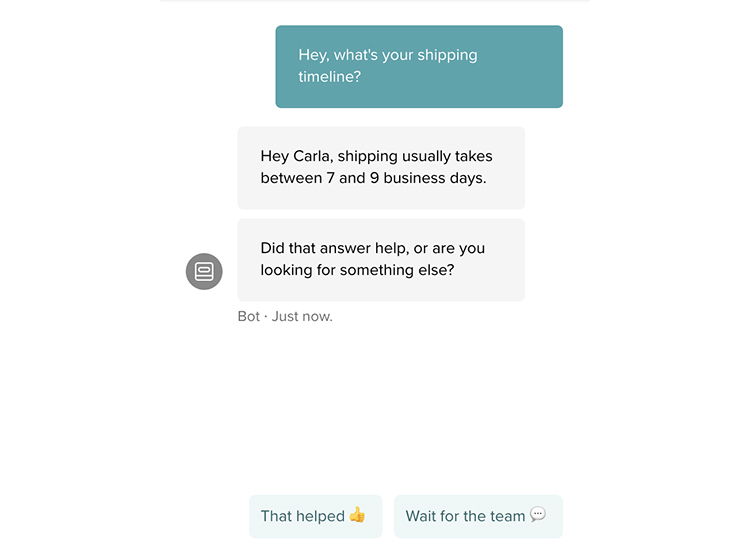 Hey, what's your shipping
timeline?
Hey Carla, shipping usually takes
between 7 and 9 business days.
Did that answer help, or are you
looking for something else?
Bot · Just now.
That helped 👍
Wait for the team 💬